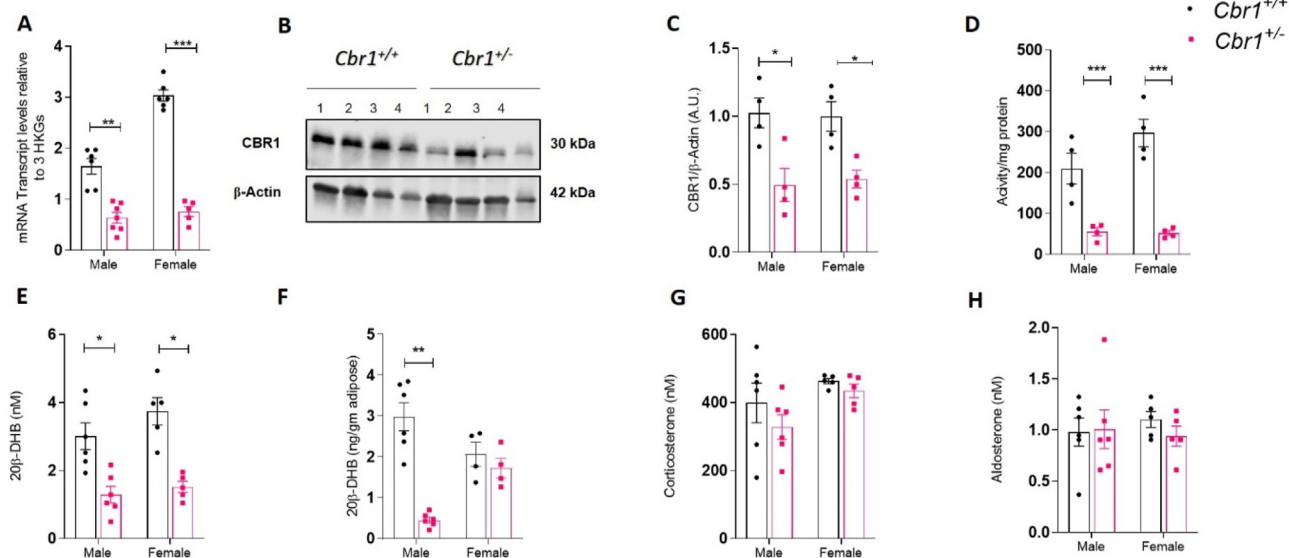 A
mRNA Transcript levels relative
to 3 HKGs
4
3
2
1
0
**
***
Male
Female
B
Cbr1+/+
Cbr1+/-
1
2
3
4
1
2
3
4
CBR1
30 kDa
β-Actin
42 kDa
C
CBR1/β-Actin (A.U.)
1.5
1.0
0.5
0.0
*
*
Male
Female
D
Cbr1+/+
Cbr1+/-
Acivity/mg protein
500
400
300
200
100
0
***
***
Male
Female
E
20β-DHB (nM)
6
4
2
0
*
*
Male
Female
F
20β-DHB (ng/gm adipose)
5
4
3
2
1
0
**
Male
Female
G
Corticosterone (nM)
600
400
200
0
Male
Female
H
Aldosterone (nM)
2.0
1.5
1.0
0.5
0.0
Male
Female